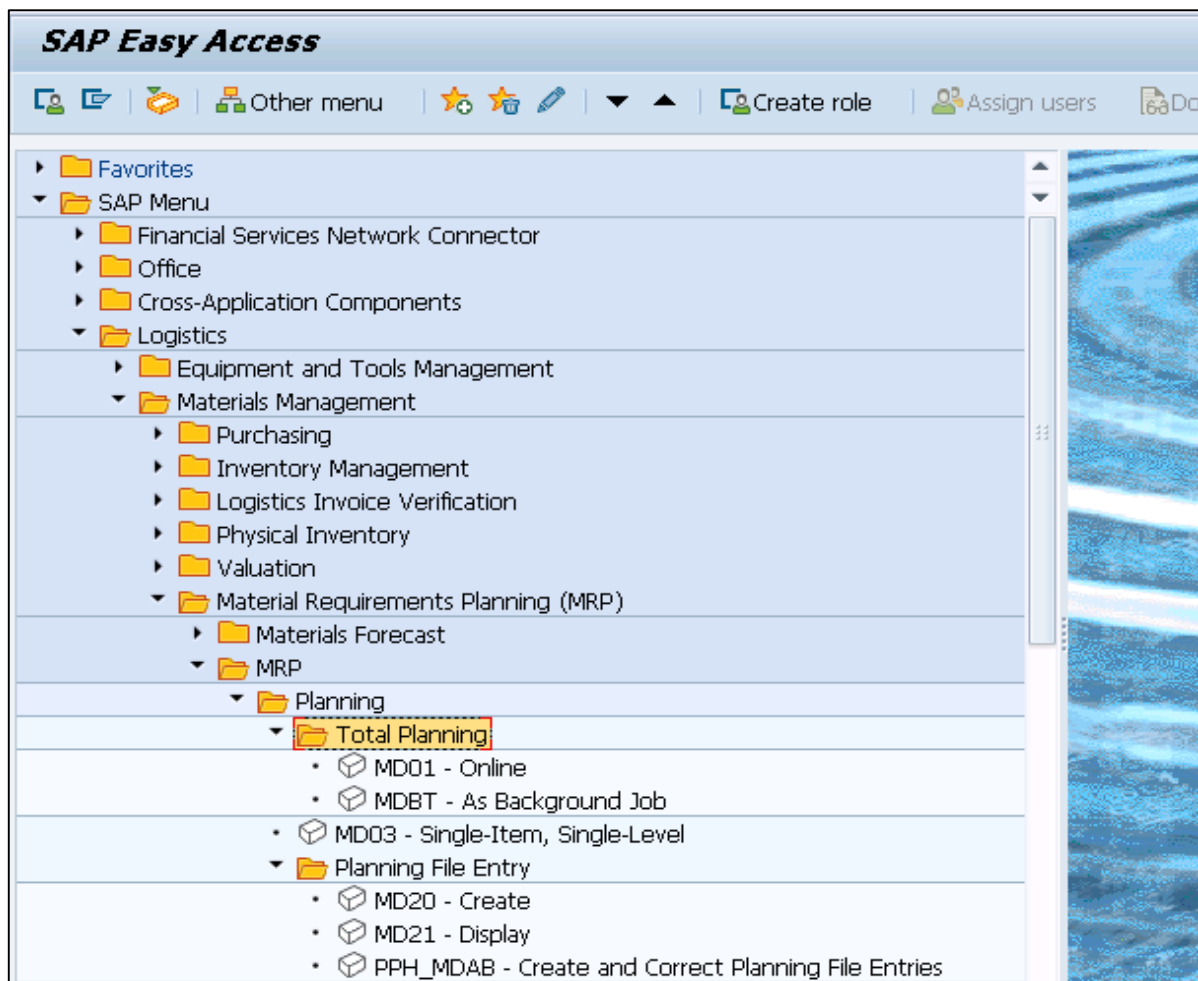 SAP Easy Access
Other menu Create role Assign users Do
Favorites
SAP Menu
Financial Services Network Connector
Office
Cross-Application Components
Logistics
Equipment and Tools Management
Materials Management
Purchasing
Inventory Management
Logistics Invoice Verification
Physical Inventory
Valuation
Material Requirements Planning (MRP)
Materials Forecast
MRP
Planning
Total Planning
MD01 - Online
MDBT - As Background Job
MD03 - Single-Item, Single-Level
Planning File Entry
MD20 - Create
MD21 - Display
PPH_MDAB - Create and Correct Planning File Entries